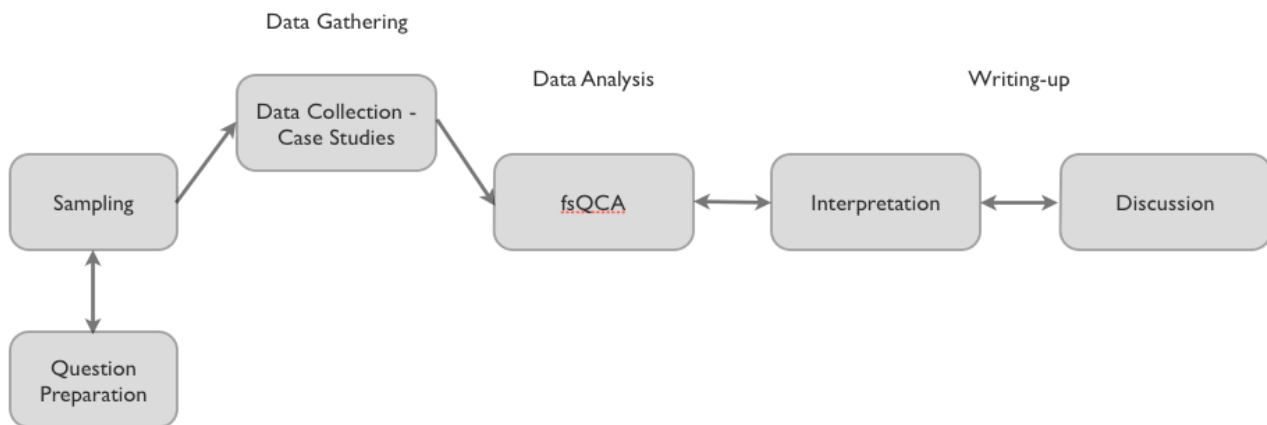 Data Gathering
Data Analysis
Writing-up
Data Collection -
Case Studies
Sampling
fsQCA
Interpretation
Discussion
Question
Preparation